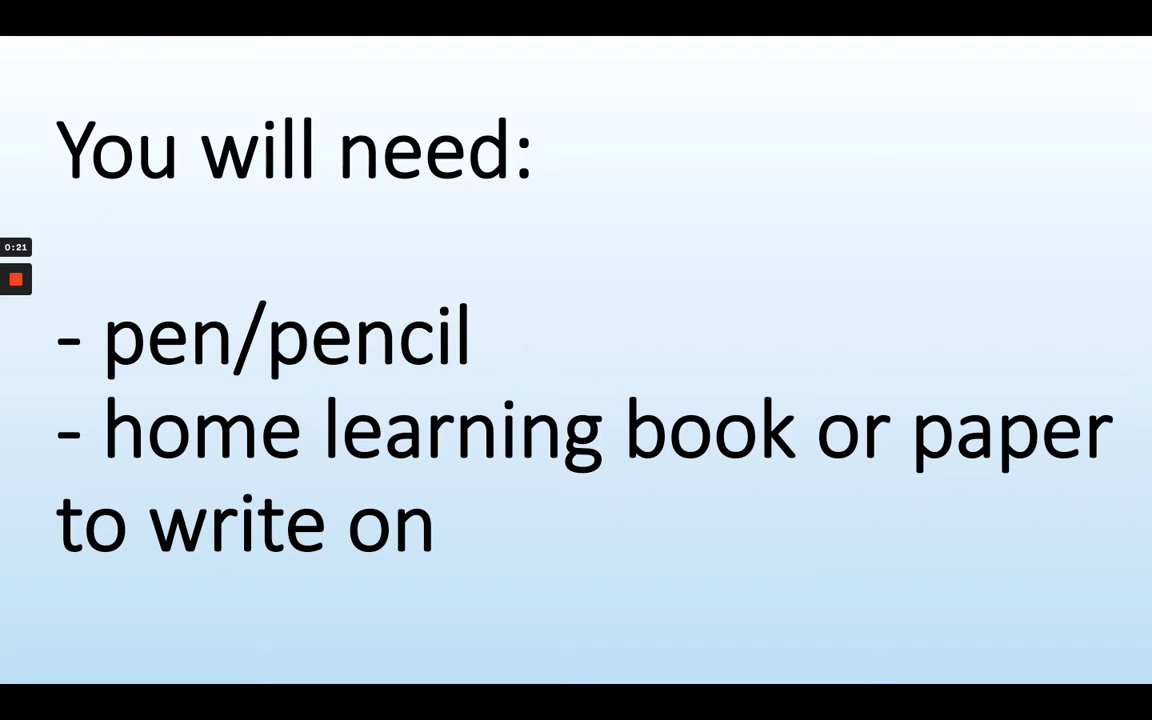 You will need:
0:21
- pen/pencil
- home learning book or paper
to write on